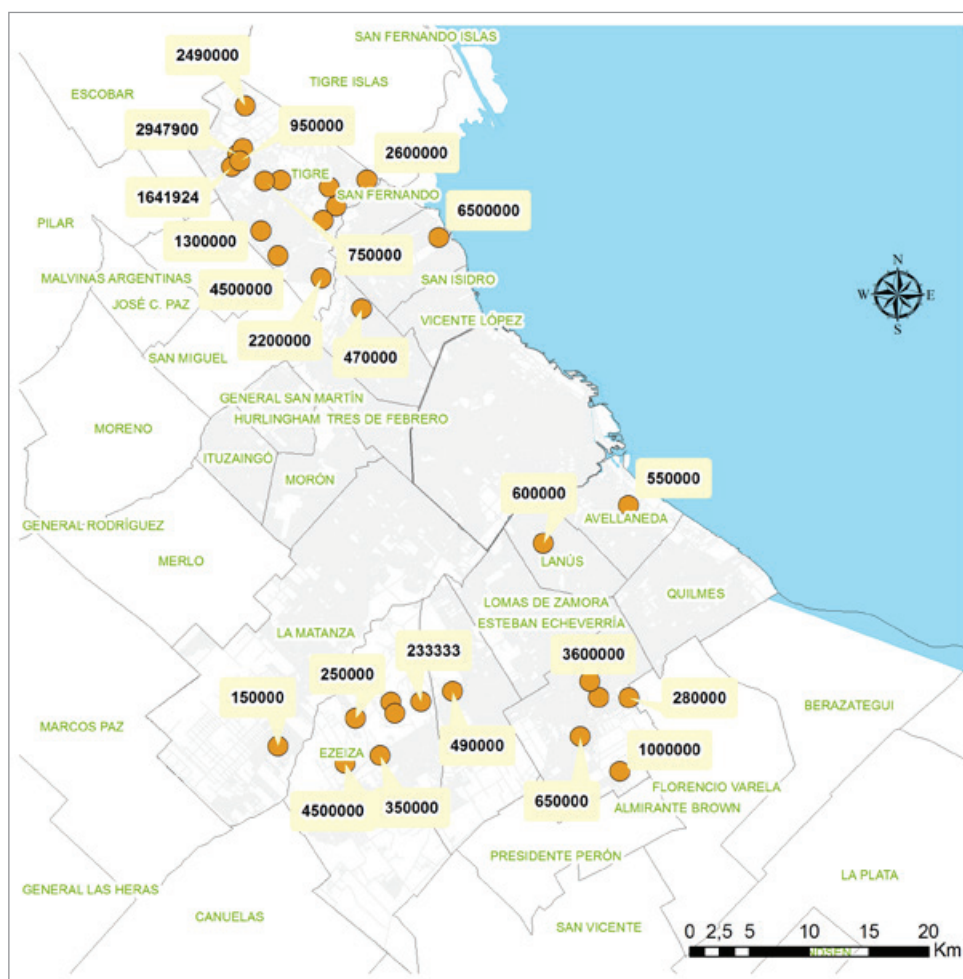 SAN FERNANDO ISLAS
2490000
TIGRE ISLAS
ESCOBAR
2947900
950000
2600000
TIGRE
1641924
SAN FERNANDO
6500000
PILAR
1300000
750000
MALVINAS ARGENTINAS
SAN ISIDRO
4500000
JOSÉ C. PAZ
N
W
E
S
VICENTE LÓPEZ
2200000
470000
SAN MIGUEL
GENERAL SAN MARTÍN
HURLINGHAM
TRES DE FEBRERO
MORENO
ITUZAINGÓ
MORÓN
550000
600000
AVELLANEDA
GENERAL RODRÍGUEZ
MERLO
LANÚS
QUILMES
LOMAS DE ZAMORA
ESTEBAN ECHEVERRÍA
LA MATANZA
233333
3600000
250000
150000
280000
BERAZATEGUI
MARCOS PAZ
490000
EZEIZA
1000000
FLORENCIO VARELA
4500000
350000
650000
ALMIRANTE BROWN
PRESIDENTE PERÓN
GENERAL LAS HERAS
LA PLATA
CANUELAS
SAN VICENTE
0 2,5 5 10 15 20
Km